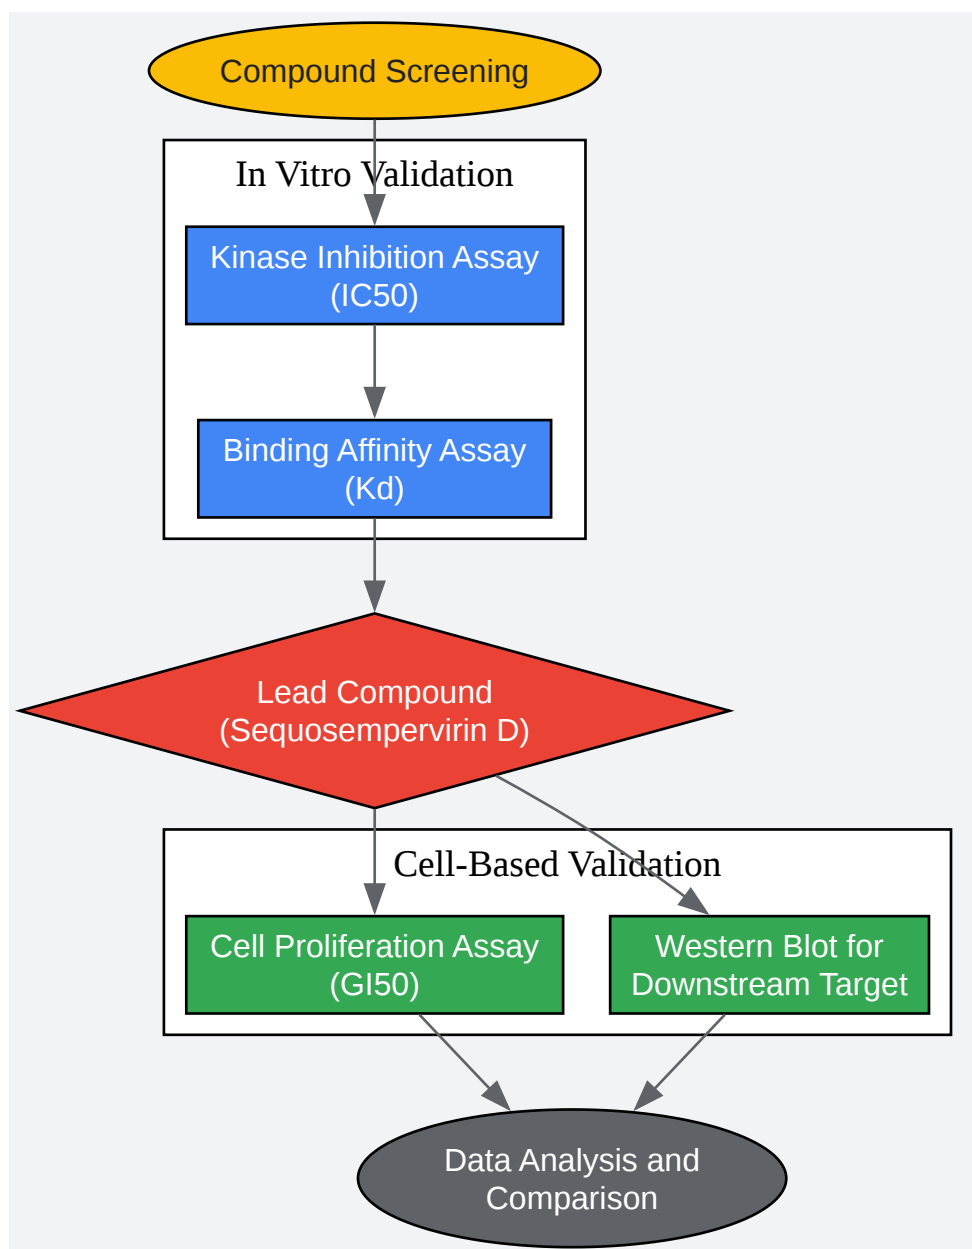 Compound Screening
In Vitro Validation
Kinase Inhibition Assay
(IC50)
Binding Affinity Assay
(Kd)
Lead Compound
(Sequosempervirin D)
Cell-Based Validation
Cell Proliferation Assay
(GI50)
Western Blot for
Downstream Target
Data Analysis and
Comparison